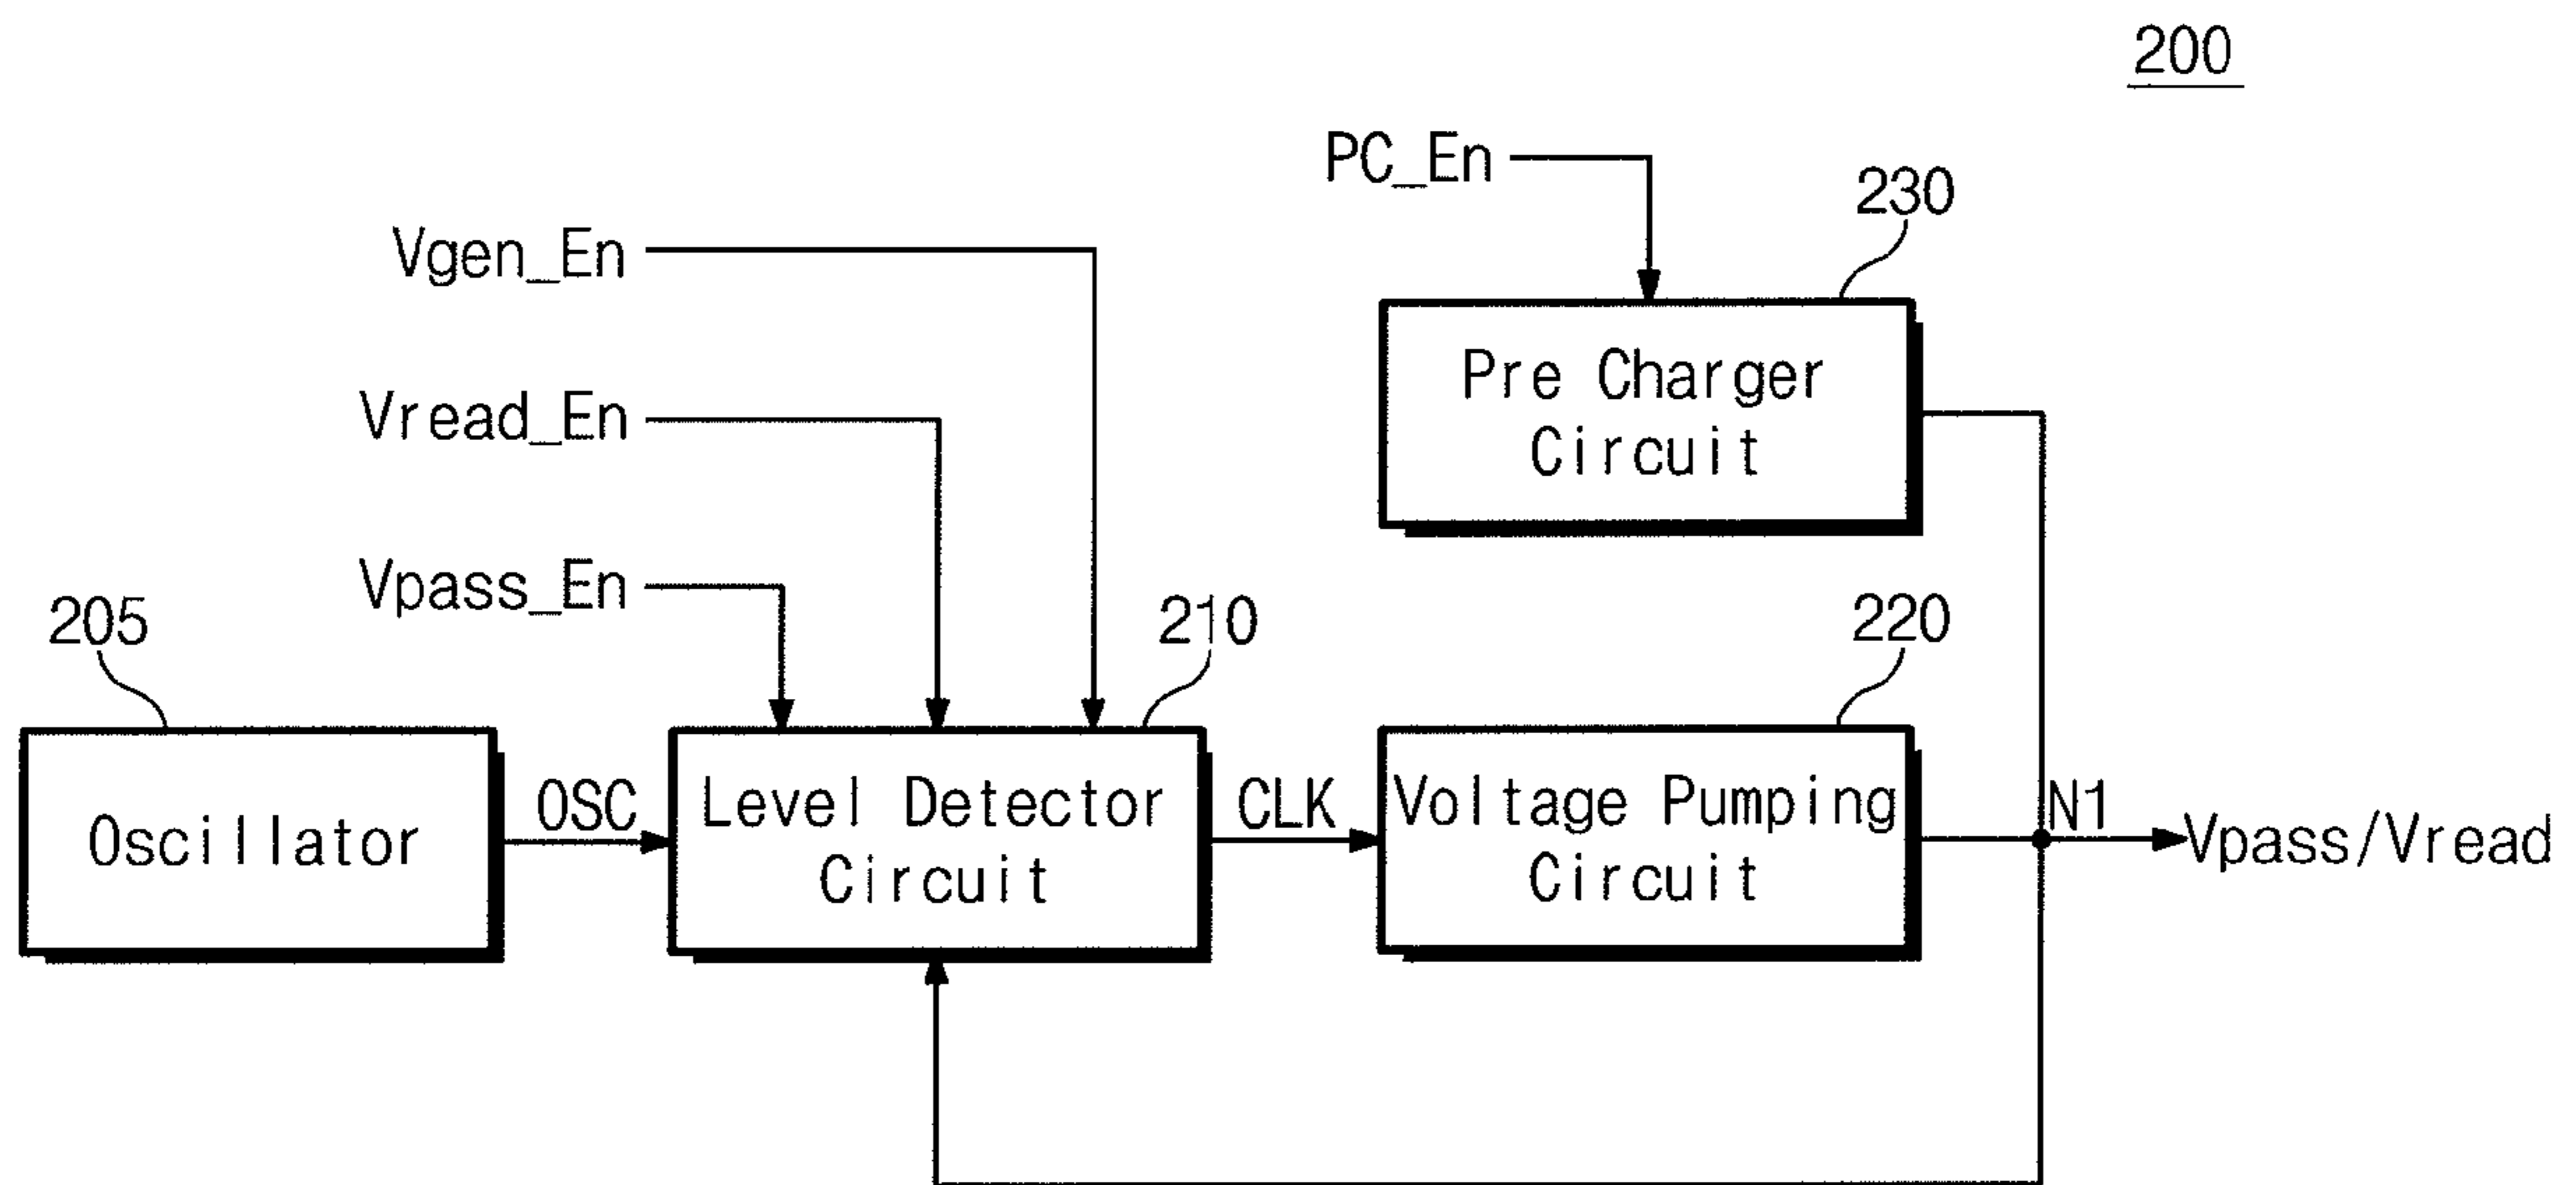 200
PC_En
230
Vgen_En
Pre Charger
Circuit
Vread_En
Vpass_En
205
210
220
Oscillator
OSC
Level Detector
Circuit
CLK
Voltage Pumping
Circuit
N1
Vpass/Vread